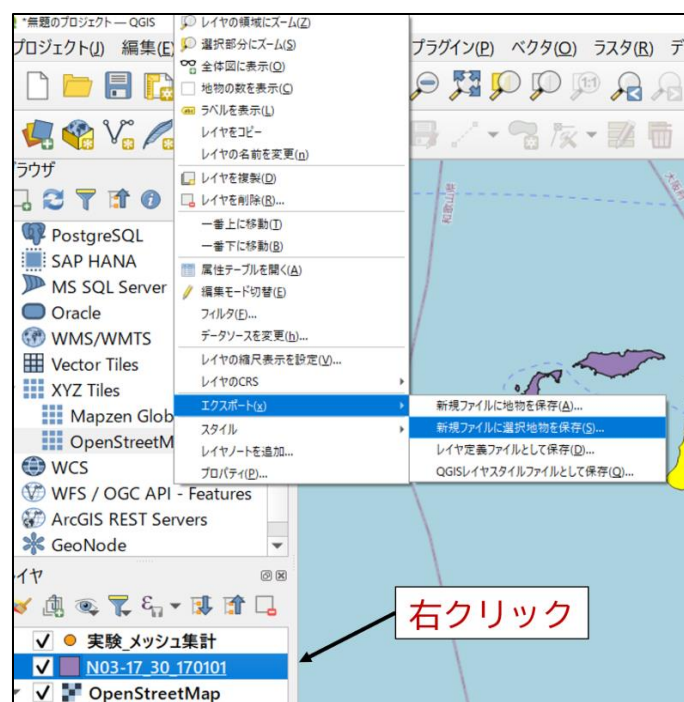 *無題のプロジェクト — QGIS
プロジェクト(J) 編集(E)
プラグイン(P) ベクタ(O) ラスタ(R) デ
レイヤの領域にズーム(Z)
選択部分にズーム(S)
全体図に表示(O)
地物の数を表示(C)
ラベルを表示(L)
レイヤをコピー
レイヤの名前を変更(n)
レイヤを複製(D)
レイヤを削除(R)...
一番上に移動(T)
一番下に移動(B)
属性テーブルを開く(A)
編集モード切替(E)
フィルタ(F)...
データソースを変更(h)...
レイヤの縮尺表示を設定(V)...
レイヤのCRS
エクスポート(x)
スタイル
レイヤノートを追加...
プロパティ(P)...
新規ファイルに地物を保存(A)...
新規ファイルに選択地物を保存(S)...
レイヤ定義ファイルとして保存(D)...
QGISレイヤスタイルファイルとして保存(Q)...
1:1
abc
ブラウザ
PostgreSQL
SAP HANA
MS SQL Server
Oracle
WMS/WMTS
Vector Tiles
XYZ Tiles
Mapzen Glob
OpenStreetM
WCS
WFS / OGC API - Features
ArcGIS REST Servers
GeoNode
和歌山県
大阪府
レイヤ
実験_メッシュ集計
N03-17_30_170101
OpenStreetMap
右クリック